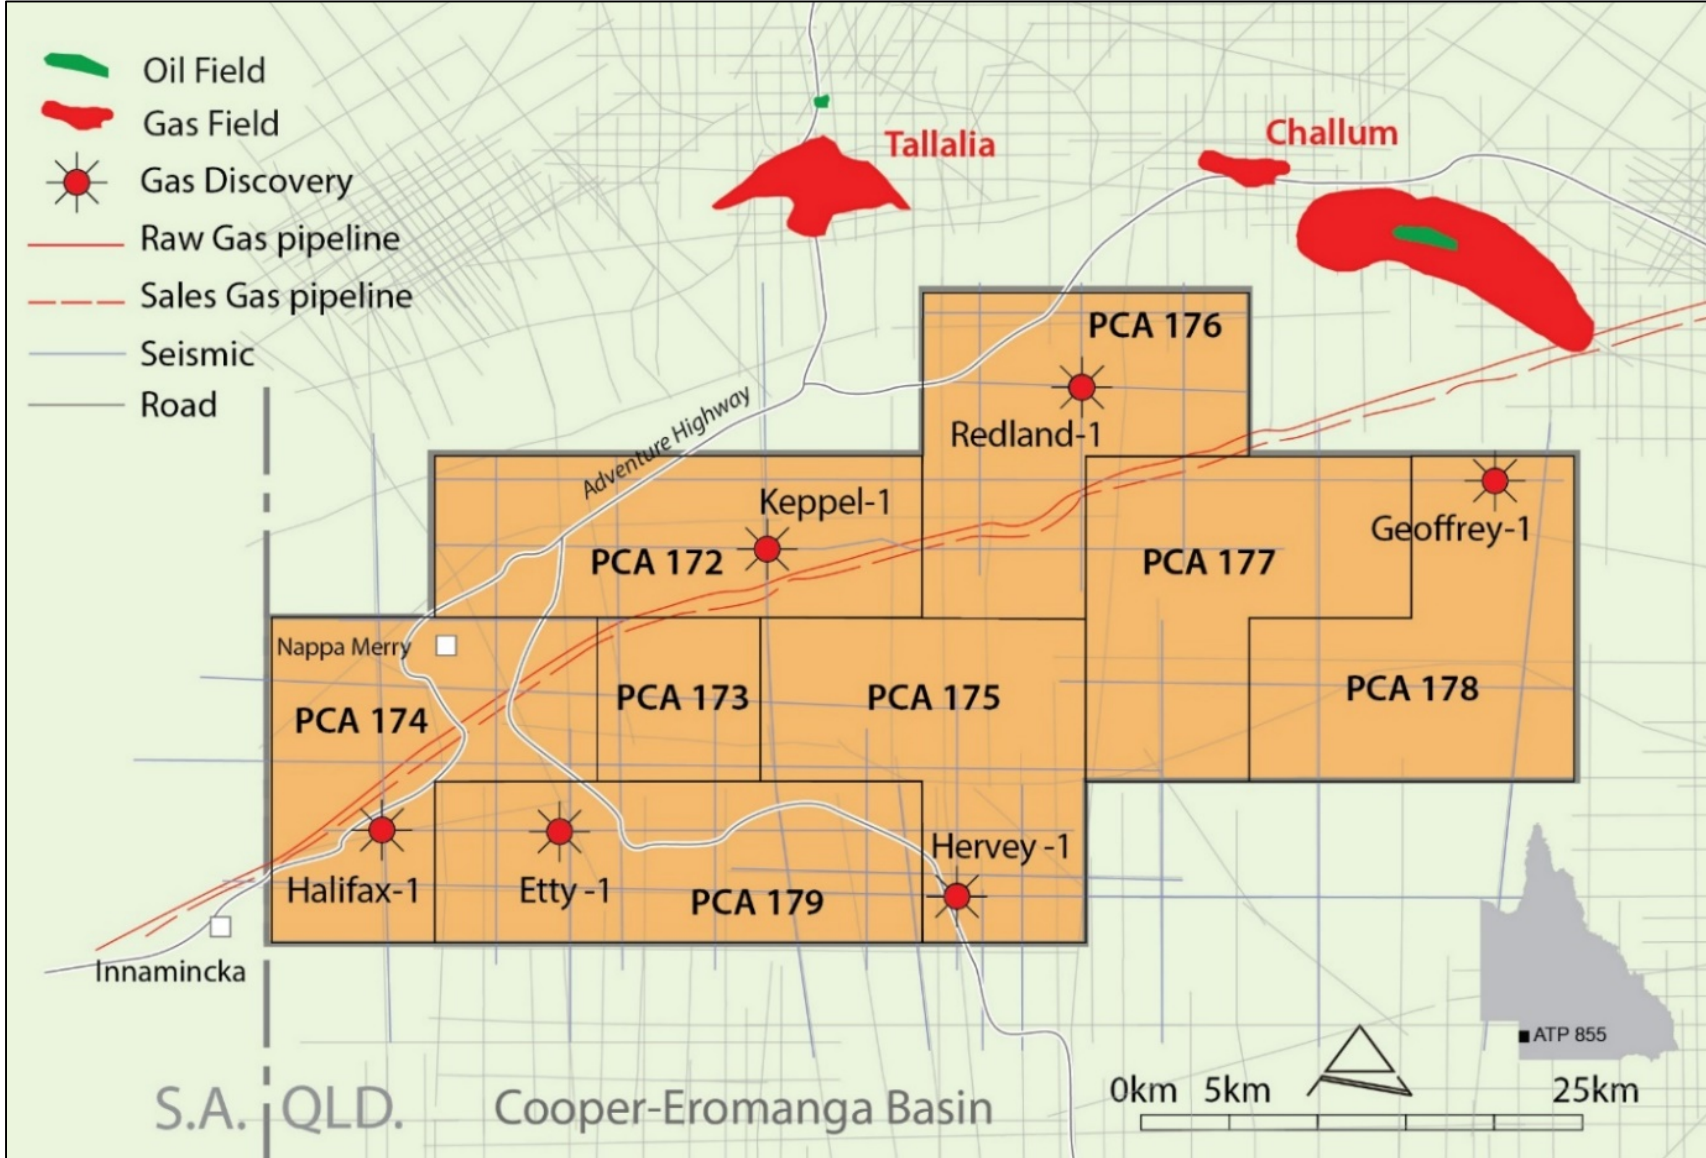 Oil Field
Gas Field
Gas Discovery
Raw Gas pipeline
Sales Gas pipeline
Seismic
Road
Tallalia
Challum
PCA 176
Redland-1
Adventure Highway
Keppel-1
PCA 172
PCA 177
Geoffrey-1
Nappa Merry
PCA 174
PCA 173
PCA 175
PCA 178
Halifax-1
Etty -1
PCA 179
Hervey -1
Innamincka
S.A. QLD.
Cooper-Eromanga Basin
0km 5km 25km
ATP 855